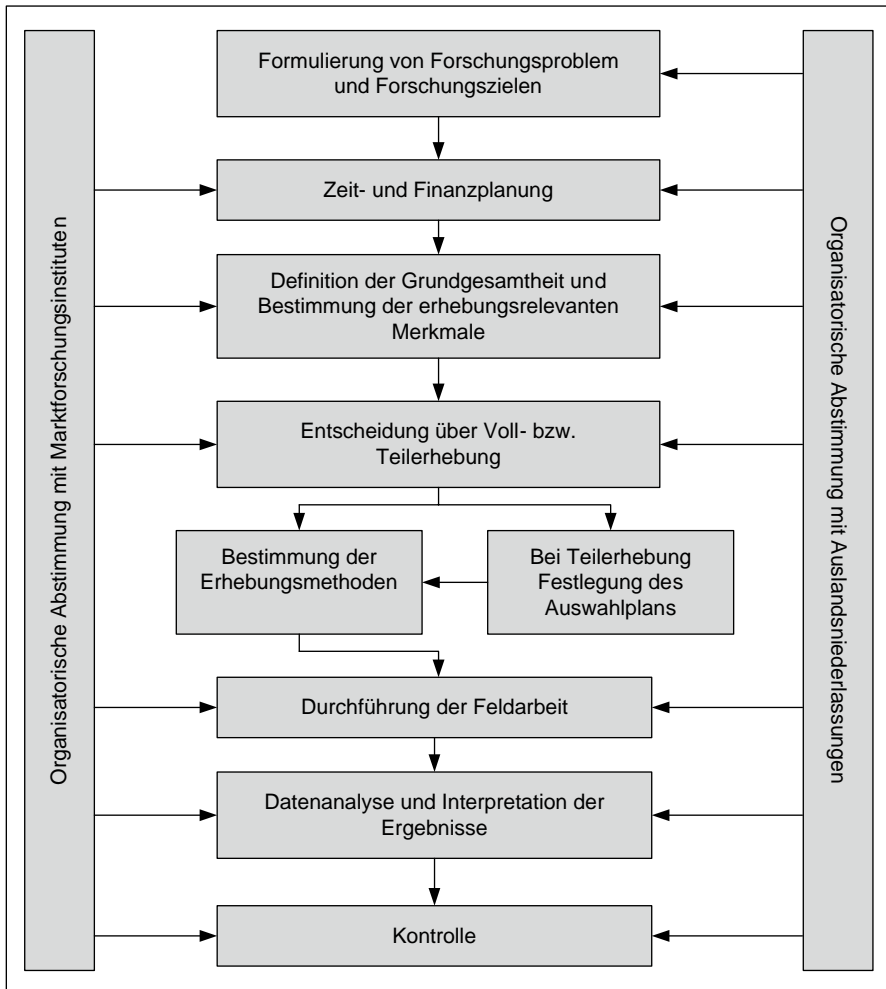 Organisatorische Abstimmung mit Marktforschungsinstituten
Formulierung von Forschungsproblem
und Forschungszielen
Zeit- und Finanzplanung
Definition der Grundgesamtheit und
Bestimmung der erhebungsrelevanten
Merkmale
Entscheidung über Voll- bzw.
Teilerhebung
Bestimmung der
Erhebungsmethoden
Bei Teilerhebung
Festlegung des
Auswahlplans
Durchführung der Feldarbeit
Datenanalyse und Interpretation der
Ergebnisse
Kontrolle
Organisatorische Abstimmung mit Auslandsniederlassungen